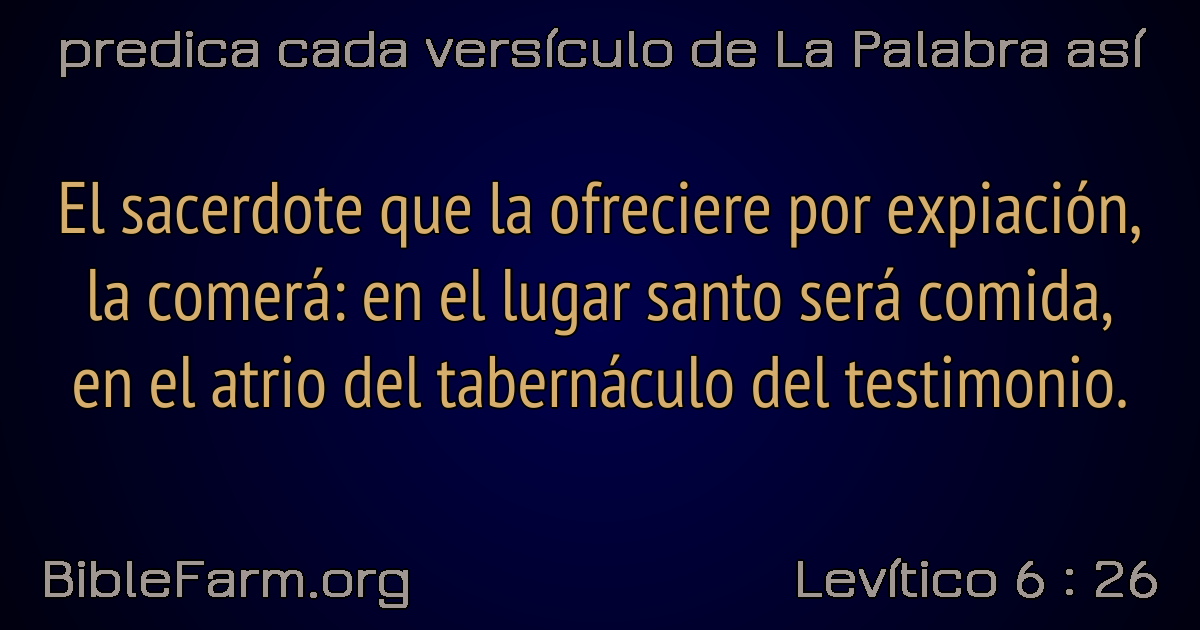 predica cada versículo de La Palabra así
El sacerdote que la ofreciere por expiación,
la comerá: en el lugar santo será comida,
en el atrio del tabernáculo del testimonio.
BibleFarm.org
Levítico 6 : 26